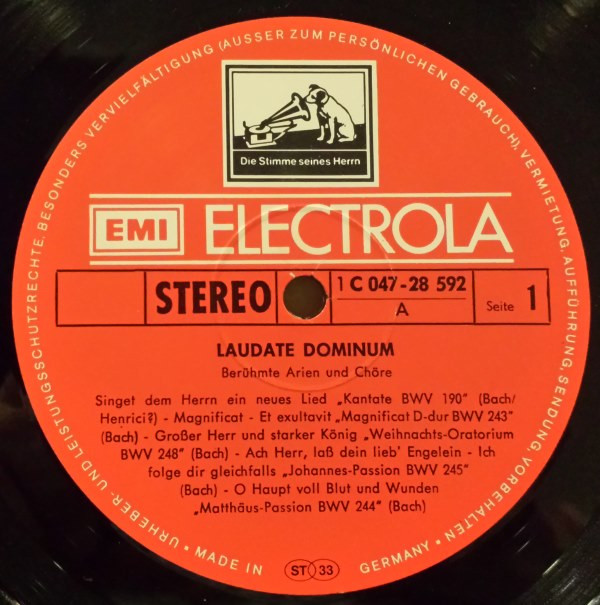 URHEBER- UND LEISTUNGSSCHUTZRECHTE, BESONDERS VERVIELFÄLTIGUNG (AUSSER ZUM PERSÖNLICHEN GEBRAUCH), VERMIETUNG, AUFFÜHRUNG, SENDUNG, VORBEHALTEN •
Die Stimme seines Herrn
EMI ELECTROLA
STEREO
1 C 047-28 592
A
Seite 1
LAUDATE DOMINUM
Berühmte Arien und Chöre
Singet dem Herrn ein neues Lied „Kantate BWV 190” (Bach/
Henrici?) - Magnificat - Et exultavit „Magnificat D-dur BWV 243”
(Bach) - Großer Herr und starker König „Weihnachts-Oratorium
BWV 248” (Bach) - Ach Herr, laß dein lieb' Engelein - Ich
folge dir gleichfalls „Johannes-Passion BWV 245”
(Bach) - O Haupt voll Blut und Wunden
„Matthäus-Passion BWV 244” (Bach)
ST 33
• MADE IN GERMANY •